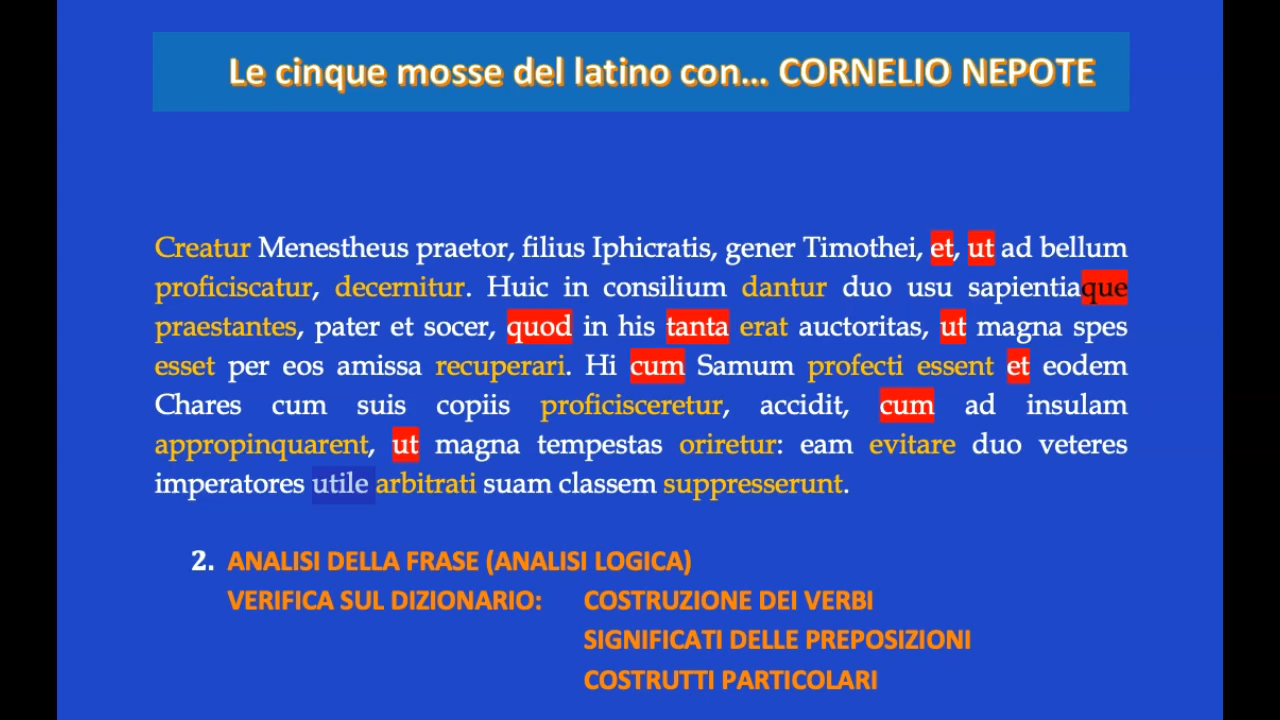 Le cinque mosse del latino con... CORNELIO NEPOTE
Creatur Menestheus praetor, filius Iphicratis, gener Timothei, et, ut ad bellum
proficiscatur, decernitur. Huic in consilium dantur duo usu sapientiaque
praestantes, pater et socer, quod in his tanta erat auctoritas, ut magna spes
esset per eos amissa recuperari. Hi cum Samum profecti essent et eodem
Chares cum suis copiis proficisceretur, accidit, cum ad insulam
appropinquarent, ut magna tempestas oriretur: eam evitare duo veteres
imperatores utile arbitrati suam classem suppresserunt.
2. ANALISI DELLA FRASE (ANALISI LOGICA)
VERIFICA SUL DIZIONARIO: COSTRUZIONE DEI VERBI
SIGNIFICATI DELLE PREPOSIZIONI
COSTRUTTI PARTICOLARI